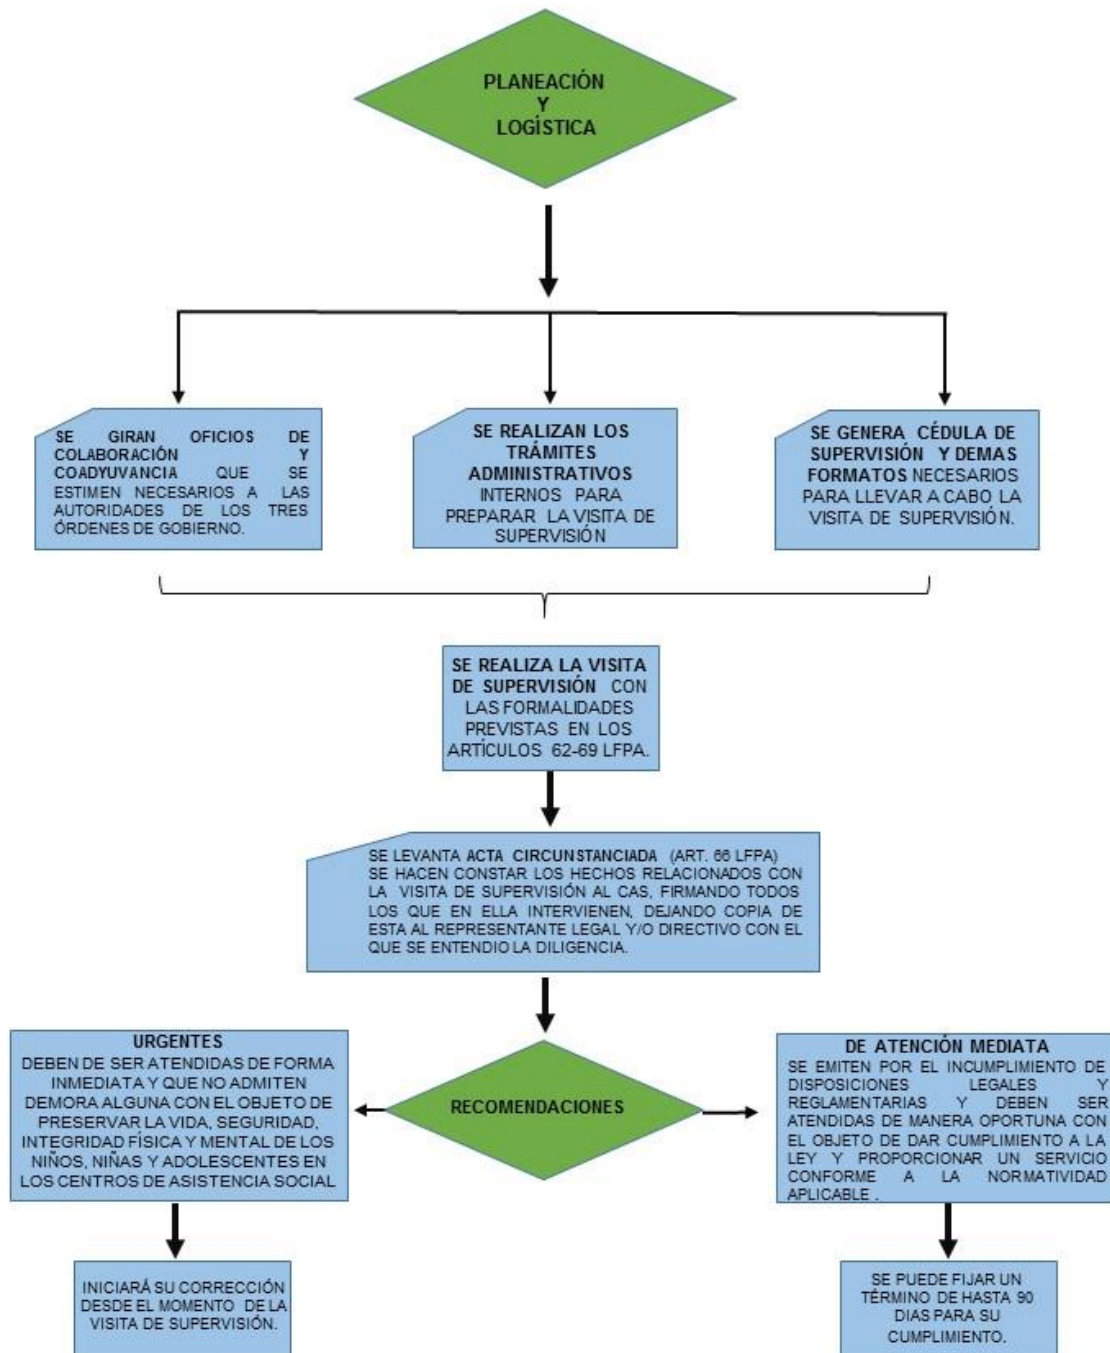 PLANEACIÓN
Y
LOGÍSTICA
SE GIRAN OFICIOS DE
COLABORACIÓN Y
COADYUVANCIA QUE SE
ESTIMEN NECESARIOS A LAS
AUTORIDADES DE LOS TRES
ÓRDENES DE GOBIERNO.
SE REALIZAN LOS
TRÁMITES
ADMINISTRATIVOS
INTERNOS PARA
PREPARAR LA VISITA DE
SUPERVISIÓN
SE GENERA CÉDULA DE
SUPERVISIÓN Y DEMAS
FORMATOS NECESARIOS
PARA LLEVAR A CABO LA
VISITA DE SUPERVISIÓN.
SE REALIZA LA VISITA
DE SUPERVISIÓN CON
LAS FORMALIDADES
PREVISTAS EN LOS
ARTÍCULOS 62-69 LFPA.
SE LEVANTA ACTA CIRCUNSTANCIADA (ART. 66 LFPA)
SE HACEN CONSTAR LOS HECHOS RELACIONADOS CON
LA VISITA DE SUPERVISIÓN AL CAS, FIRMANDO TODOS
LOS QUE EN ELLA INTERVIENEN, DEJANDO COPIA DE
ESTA AL REPRESENTANTE LEGAL Y/O DIRECTIVO CON EL
QUE SE ENTENDIO LA DILIGENCIA.
RECOMENDACIONES
URGENTES
DEBEN DE SER ATENDIDAS DE FORMA
INMEDIATA Y QUE NO ADMITEN
DEMORA ALGUNA CON EL OBJETO DE
PRESERVAR LA VIDA, SEGURIDAD,
INTEGRIDAD FÍSICA Y MENTAL DE LOS
NIÑOS, NIÑAS Y ADOLESCENTES EN
LOS CENTROS DE ASISTENCIA SOCIAL
INICIARÁ SU CORRECCIÓN
DESDE EL MOMENTO DE LA
VISITA DE SUPERVISIÓN.
DE ATENCIÓN MEDIATA
SE EMITEN POR EL INCUMPLIMIENTO DE
DISPOSICIONES LEGALES Y
REGLAMENTARIAS Y DEBEN SER
ATENDIDAS DE MANERA OPORTUNA CON
EL OBJETO DE DAR CUMPLIMIENTO A LA
LEY Y PROPORCIONAR UN SERVICIO
CONFORME A LA NORMATIVIDAD
APLICABLE .
SE PUEDE FIJAR UN
TÉRMINO DE HASTA 90
DIAS PARA SU
CUMPLIMIENTO.